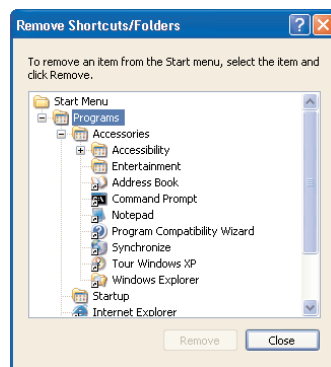 Remove Shortcuts/Folders
To remove an item from the Start menu, select the item and
click Remove.
Start Menu
Programs
Accessories
Accessibility
Entertainment
Address Book
Command Prompt
Notepad
Program Compatibility Wizard
Synchronize
Tour Windows XP
Windows Explorer
Startup
Internet Explorer
Remove Close